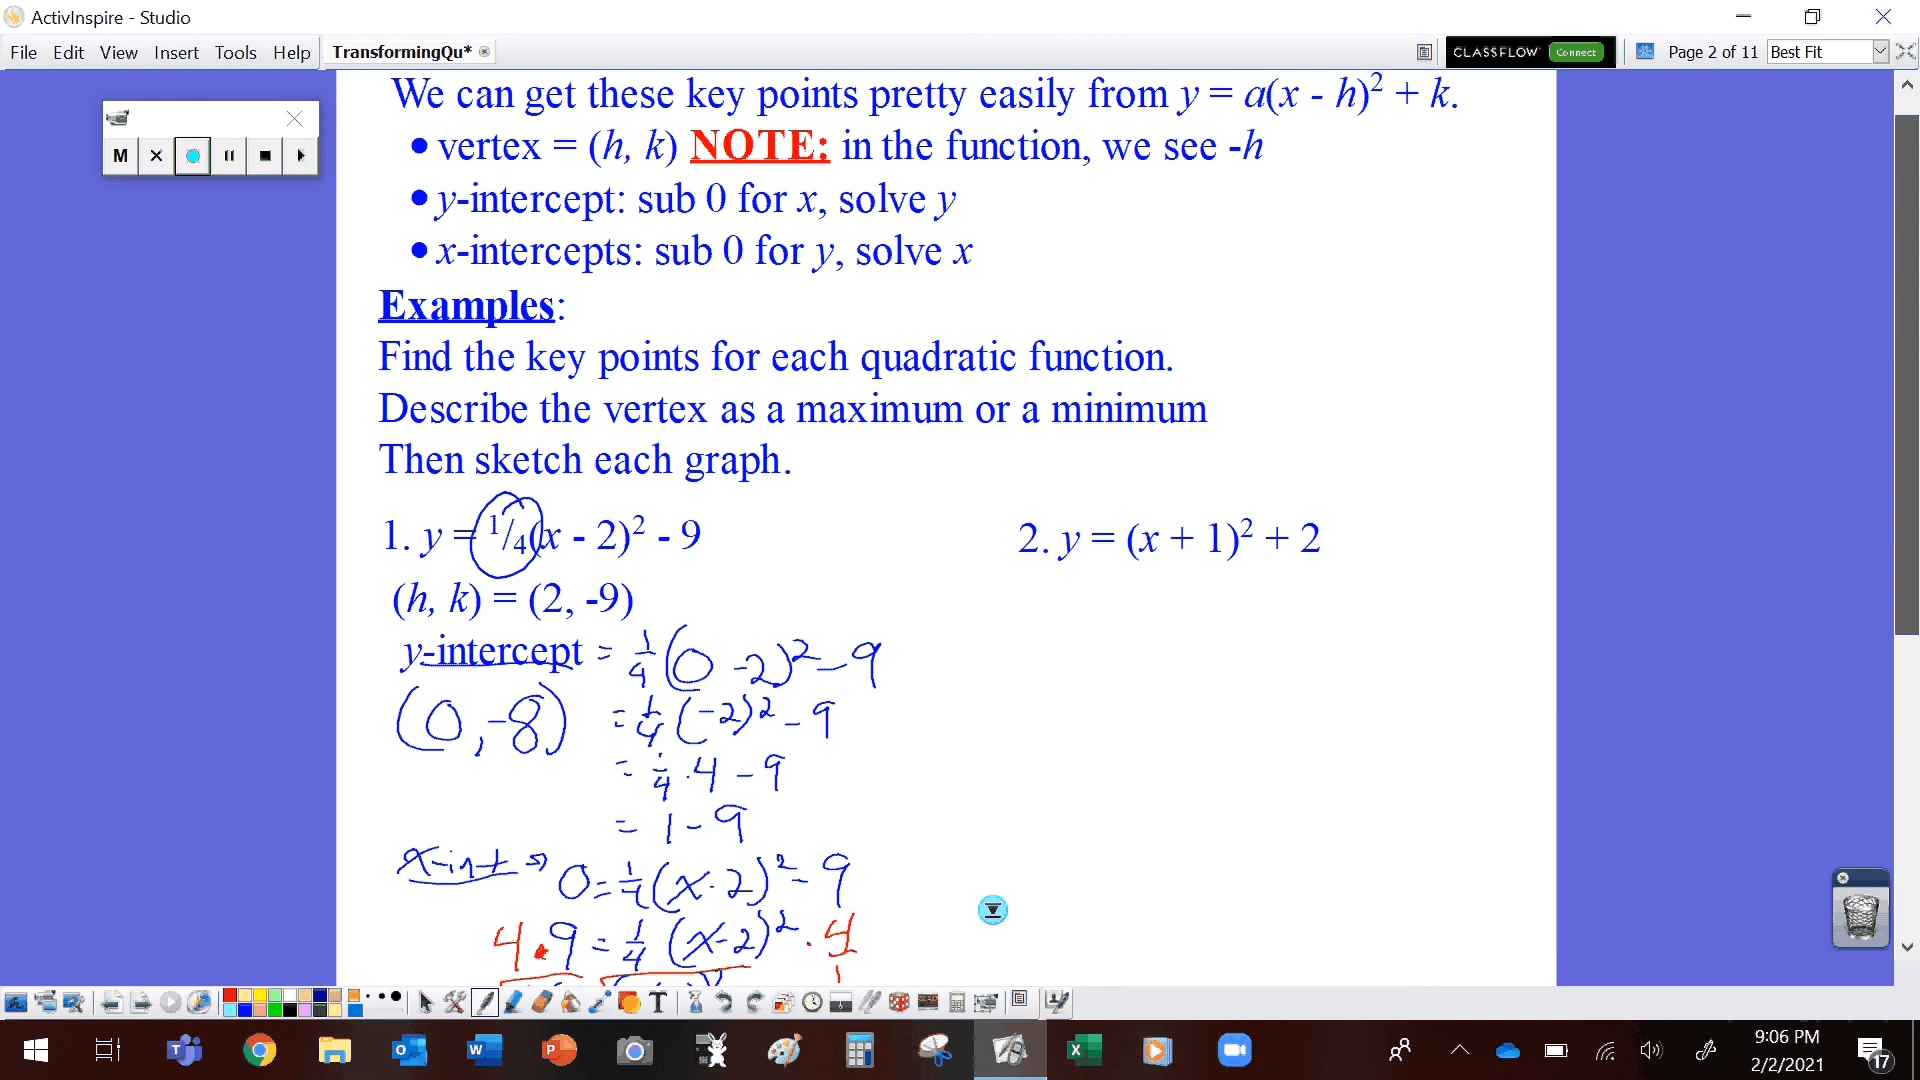 ActivInspire - Studio
File Edit View Insert Tools Help TransformingQu* CLASSFLOW Connect Page 2 of 11 Best Fit
We can get these key points pretty easily from y = a(x - h)² + k.
• vertex = (h, k) NOTE: in the function, we see -h
• y-intercept: sub 0 for x, solve y
• x-intercepts: sub 0 for y, solve x
M
Examples:
Find the key points for each quadratic function.
Describe the vertex as a maximum or a minimum
Then sketch each graph.
1. y = 1/4(x - 2)² - 9
2. y = (x + 1)² + 2
(h, k) = (2, -9)
y-intercept = 1/4 (0 - 2)² - 9
(0, -8) = 1/4 (-2)² - 9
= 1/4 · 4 - 9
= 1 - 9
x-int → 0 = 1/4 (x - 2)² - 9
4 · 9 = 1/4 (x - 2)² · 4
T
9:06 PM
2/2/2021
17